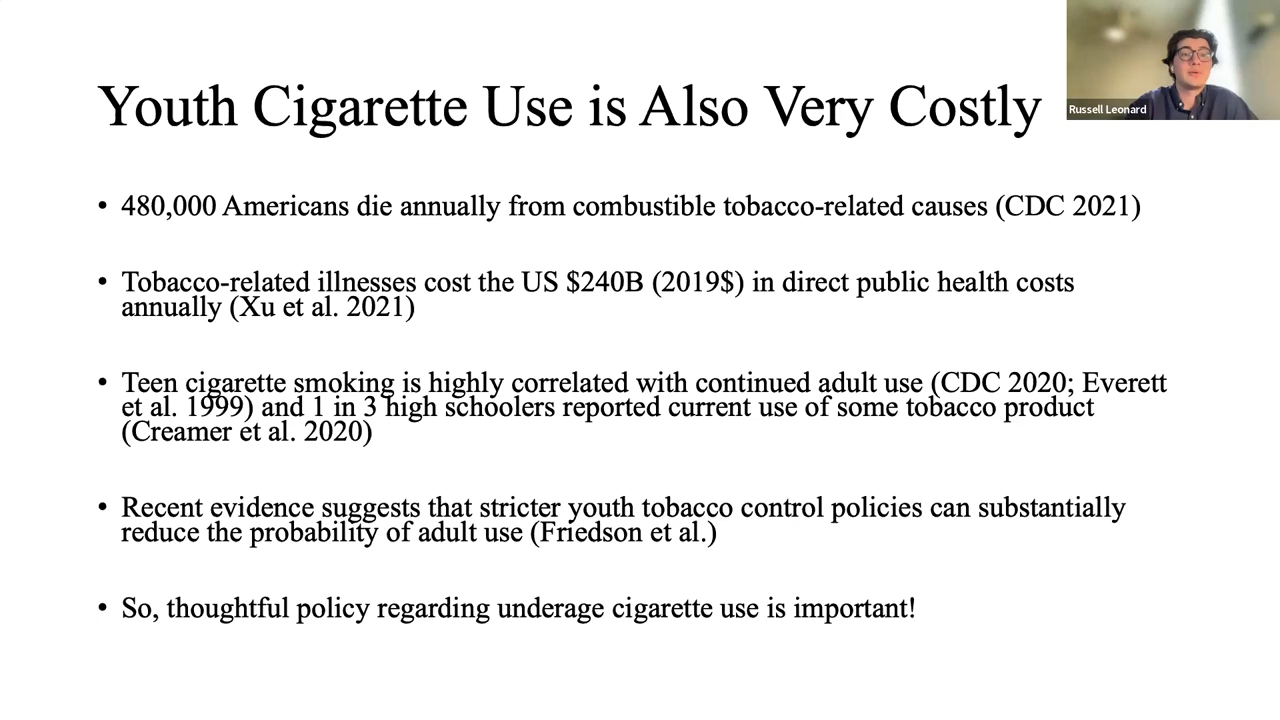 Youth Cigarette Use is Also Very Costly
Russell Leonard
• 480,000 Americans die annually from combustible tobacco-related causes (CDC 2021)
• Tobacco-related illnesses cost the US $240B (2019$) in direct public health costs
annually (Xu et al. 2021)
• Teen cigarette smoking is highly correlated with continued adult use (CDC 2020; Everett
et al. 1999) and 1 in 3 high schoolers reported current use of some tobacco product
(Creamer et al. 2020)
• Recent evidence suggests that stricter youth tobacco control policies can substantially
reduce the probability of adult use (Friedson et al.)
• So, thoughtful policy regarding underage cigarette use is important!